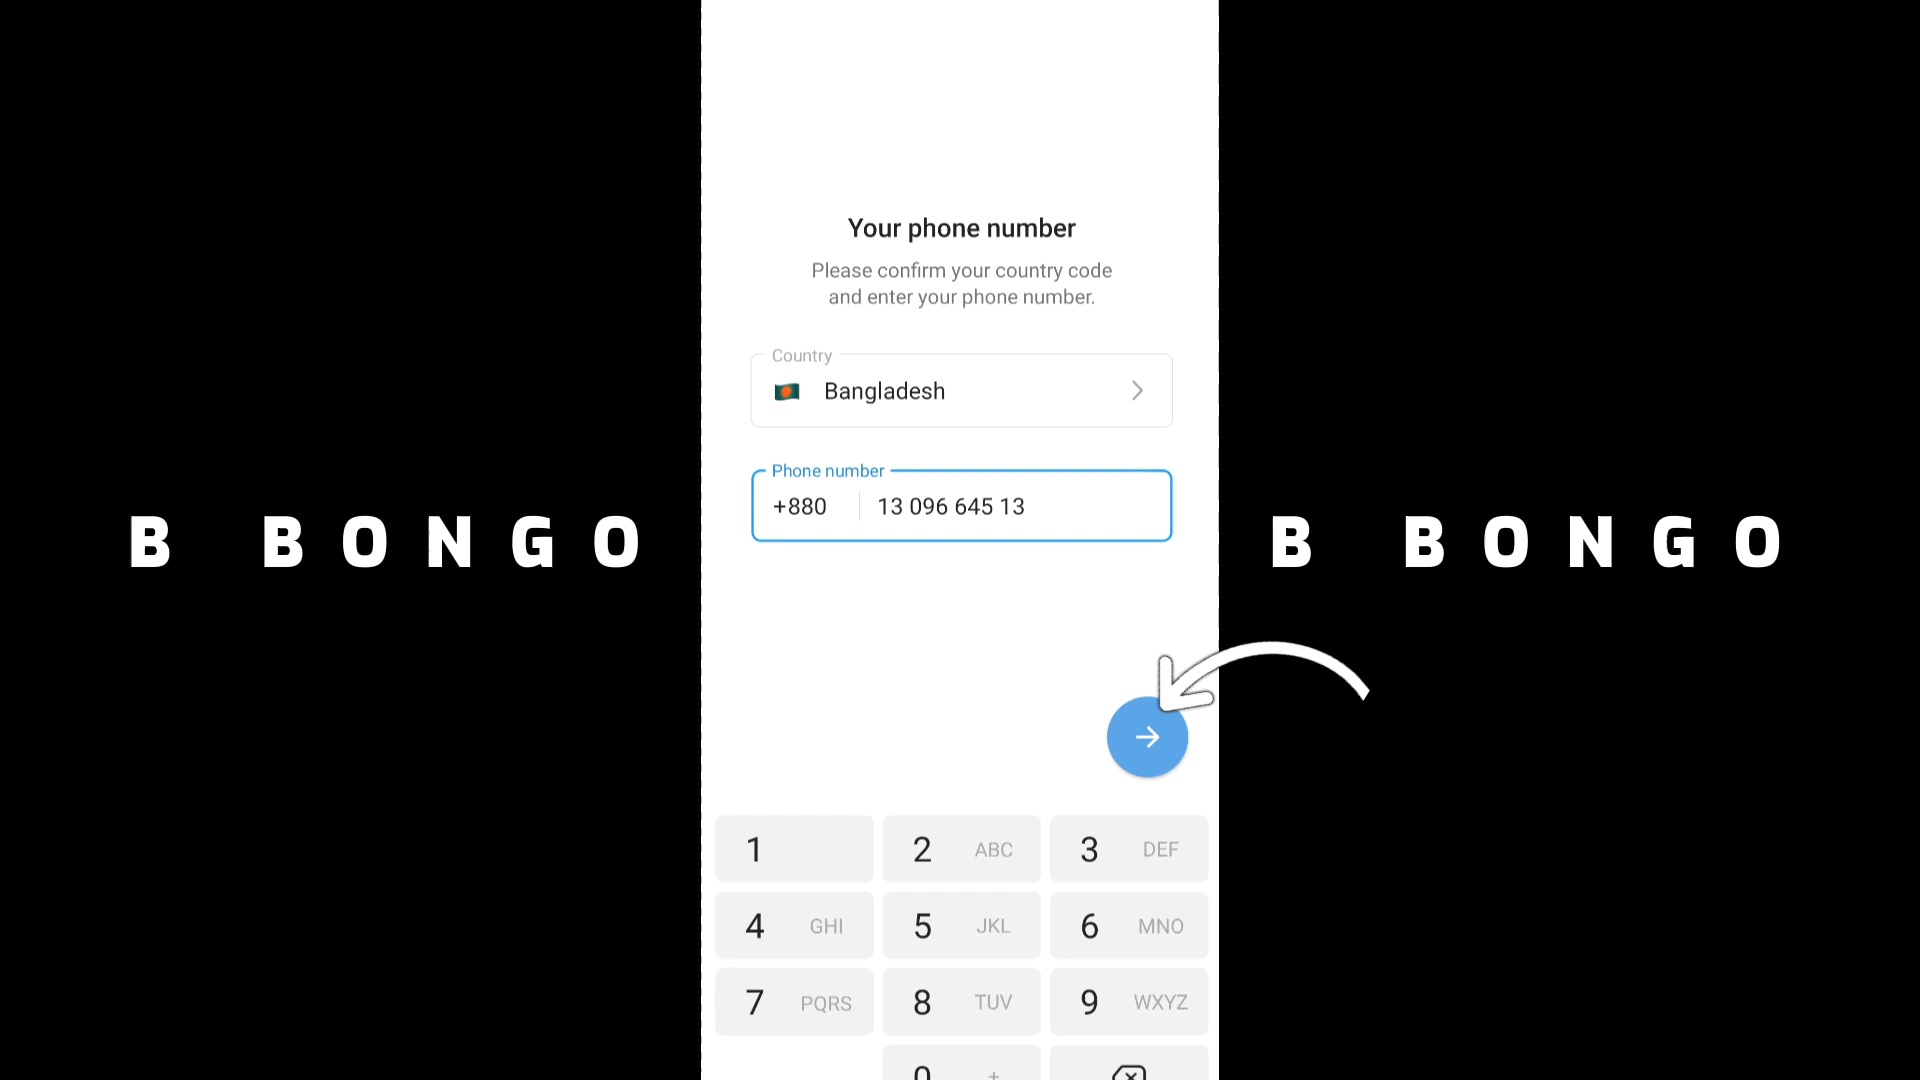 Your phone number
Please confirm your country code
and enter your phone number.
Country
Bangladesh
Phone number
+880 13 096 645 13
B BONGO
B BONGO
1
2 ABC
3 DEF
4 GHI
5 JKL
6 MNO
7 PQRS
8 TUV
9 WXYZ
0 +